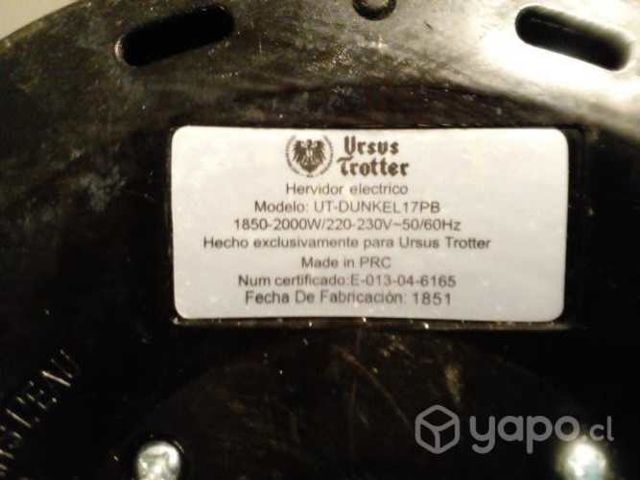 Ursus
Trotter
Hervidor electrico
Modelo: UT-DUNKEL17PB
1850-2000W/220-230V~50/60Hz
Hecho exclusivamente para Ursus Trotter
Made in PRC
Num certificado:E-013-04-6165
Fecha De Fabricación: 1851
yapo.cl